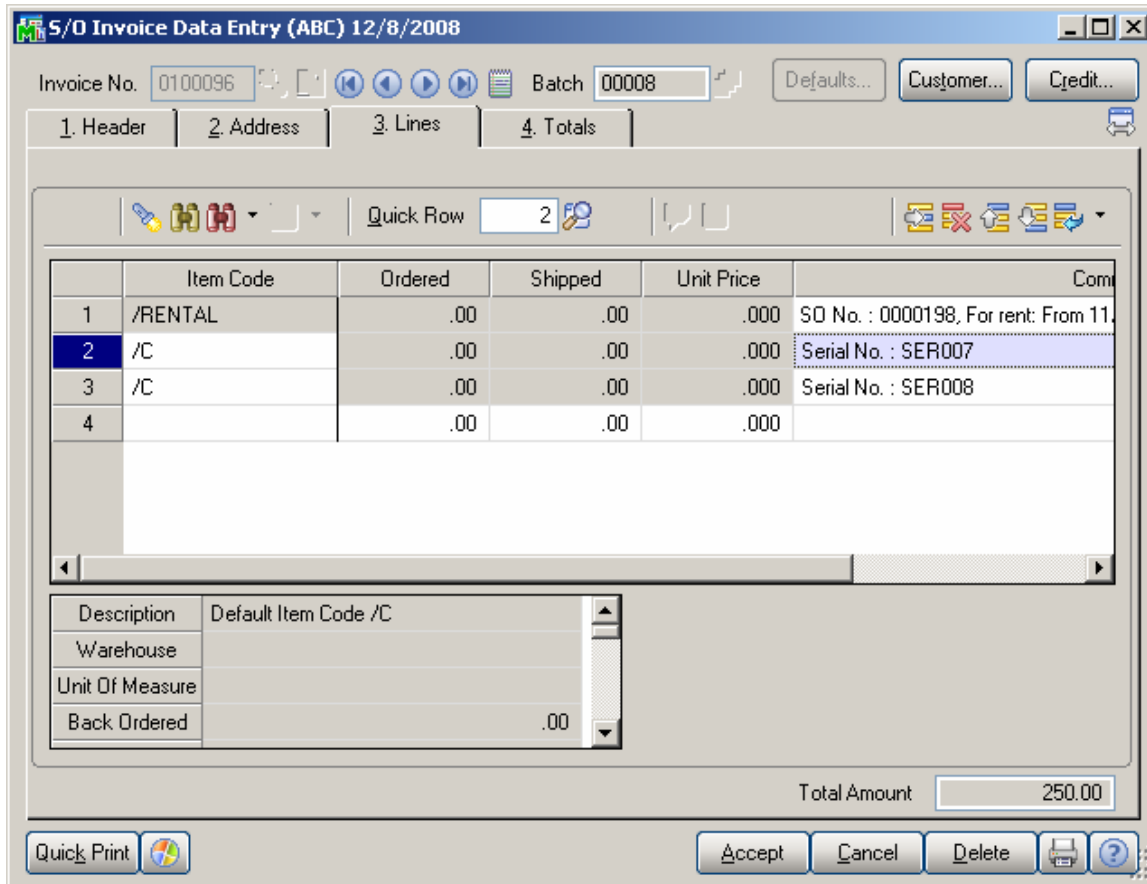 S/O Invoice Data Entry (ABC) 12/8/2008
Invoice No. 0100096 Batch 00008 Defaults... Customer... Credit...
1. Header 2. Address 3. Lines 4. Totals
Quick Row 2
Item Code Ordered Shipped Unit Price Com
1 /RENTAL .00 .00 .000 SO No. : 0000198, For rent: From 11.
2 /C .00 .00 .000 Serial No. : SER007
3 /C .00 .00 .000 Serial No. : SER008
4 .00 .00 .000
Description Default Item Code /C
Warehouse
Unit Of Measure
Back Ordered .00
Total Amount 250.00
Quick Print Accept Cancel Delete